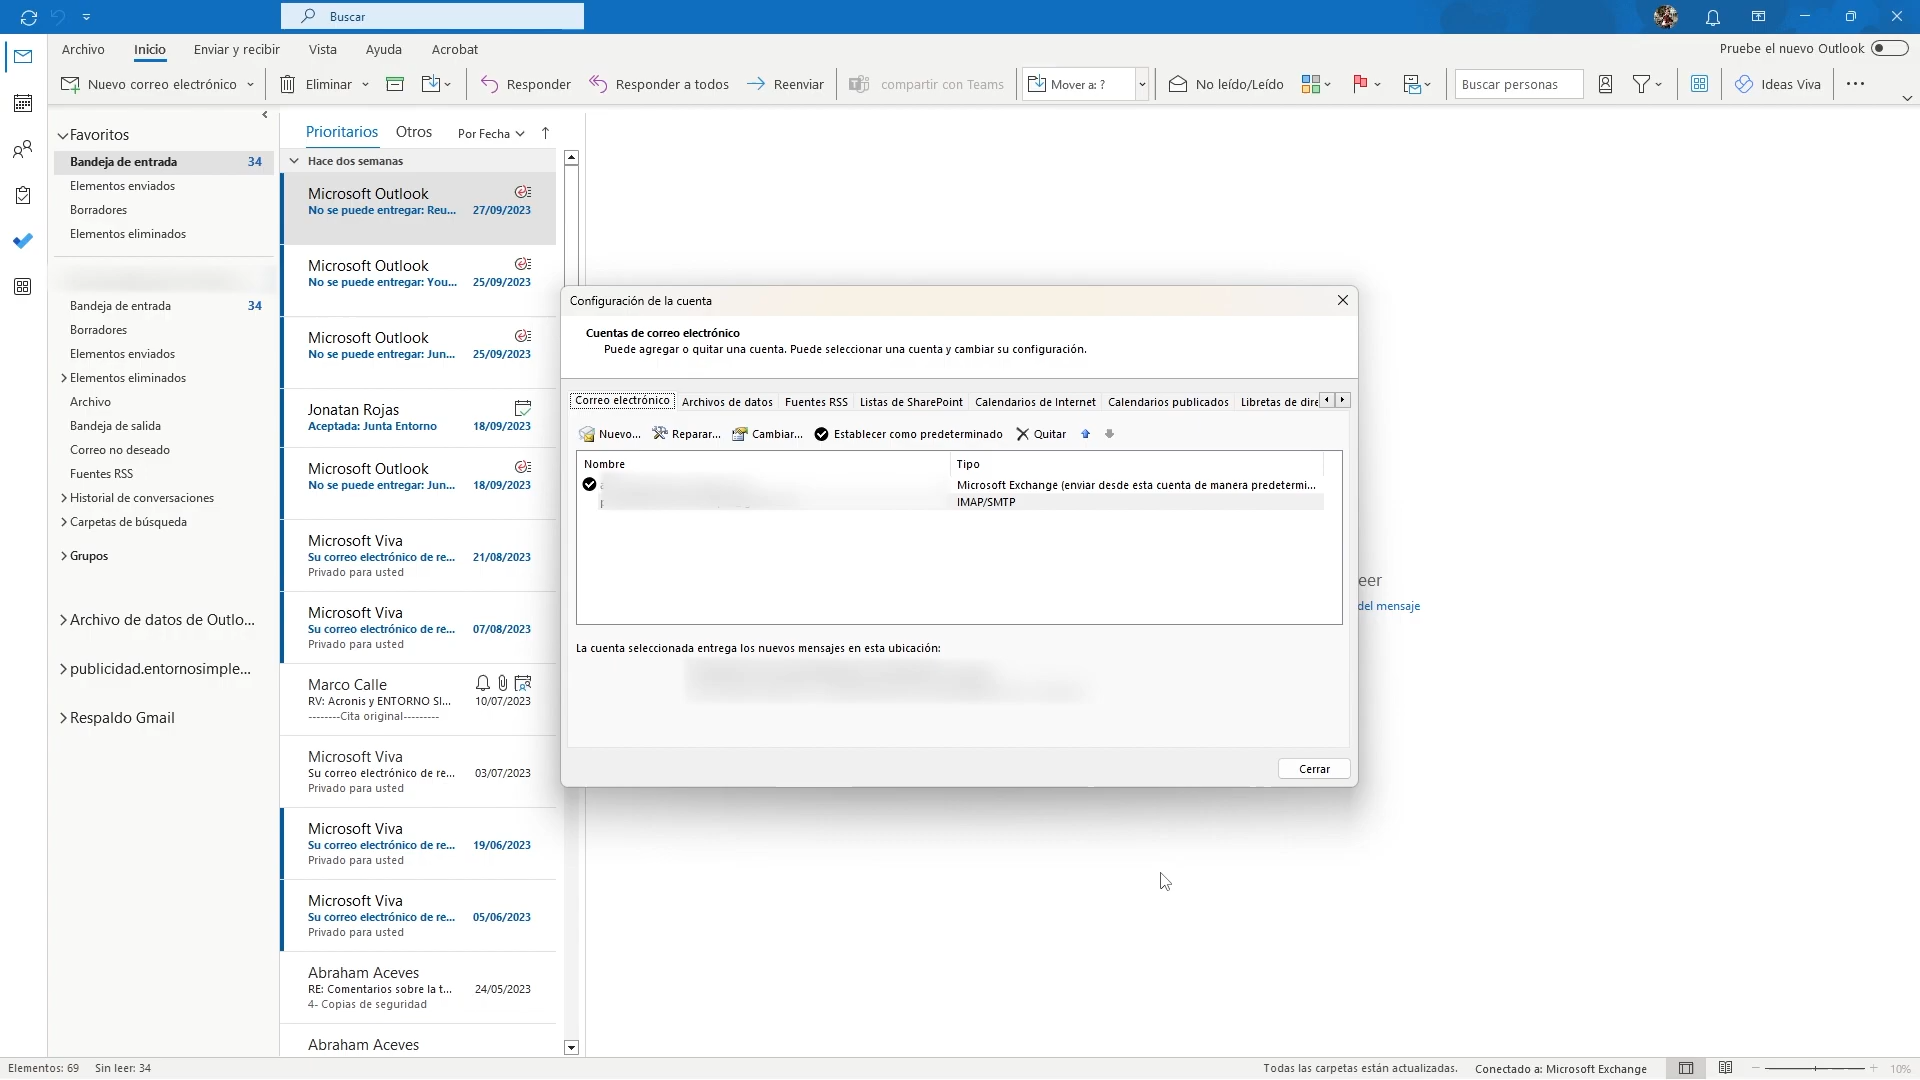 Buscar
Archivo
Inicio
Enviar y recibir
Vista
Ayuda
Acrobat
Pruebe el nuevo Outlook
Nuevo correo electrónico
Eliminar
Responder
Responder a todos
Reenviar
compartir con Teams
Mover a: ?
No leído/Leído
Buscar personas
Ideas Viva
Favoritos
Bandeja de entrada 34
Elementos enviados
Borradores
Elementos eliminados
Bandeja de entrada 34
Borradores
Elementos enviados
Elementos eliminados
Archivo
Bandeja de salida
Correo no deseado
Fuentes RSS
Historial de conversaciones
Carpetas de búsqueda
Grupos
Archivo de datos de Outlo...
publicidad.entornosimple...
Respaldo Gmail
Prioritarios Otros Por Fecha
Hace dos semanas
Microsoft Outlook
No se puede entregar: Reu... 27/09/2023
Microsoft Outlook
No se puede entregar: You... 25/09/2023
Microsoft Outlook
No se puede entregar: Jun... 25/09/2023
Jonatan Rojas
Aceptada: Junta Entorno 18/09/2023
Microsoft Outlook
No se puede entregar: Jun... 18/09/2023
Microsoft Viva
Su correo electrónico de re... 21/08/2023
Privado para usted
Microsoft Viva
Su correo electrónico de re... 07/08/2023
Privado para usted
Marco Calle
RV: Acronis y ENTORNO SI... 10/07/2023
--------Cita original---------
Microsoft Viva
Su correo electrónico de re... 03/07/2023
Privado para usted
Microsoft Viva
Su correo electrónico de re... 19/06/2023
Privado para usted
Microsoft Viva
Su correo electrónico de re... 05/06/2023
Privado para usted
Abraham Aceves
RE: Comentarios sobre la t... 24/05/2023
4- Copias de seguridad
Abraham Aceves
Configuración de la cuenta
Cuentas de correo electrónico
Puede agregar o quitar una cuenta. Puede seleccionar una cuenta y cambiar su configuración.
Correo electrónico Archivos de datos Fuentes RSS Listas de SharePoint Calendarios de Internet Calendarios publicados Libretas de dire
Nuevo... Reparar... Cambiar... Establecer como predeterminado Quitar
Nombre Tipo
Microsoft Exchange (enviar desde esta cuenta de manera predetermi...
IMAP/SMTP
La cuenta seleccionada entrega los nuevos mensajes en esta ubicación:
Cerrar
eer
del mensaje
Elementos: 69 Sin leer: 34
Todas las carpetas están actualizadas. Conectado a: Microsoft Exchange
10%